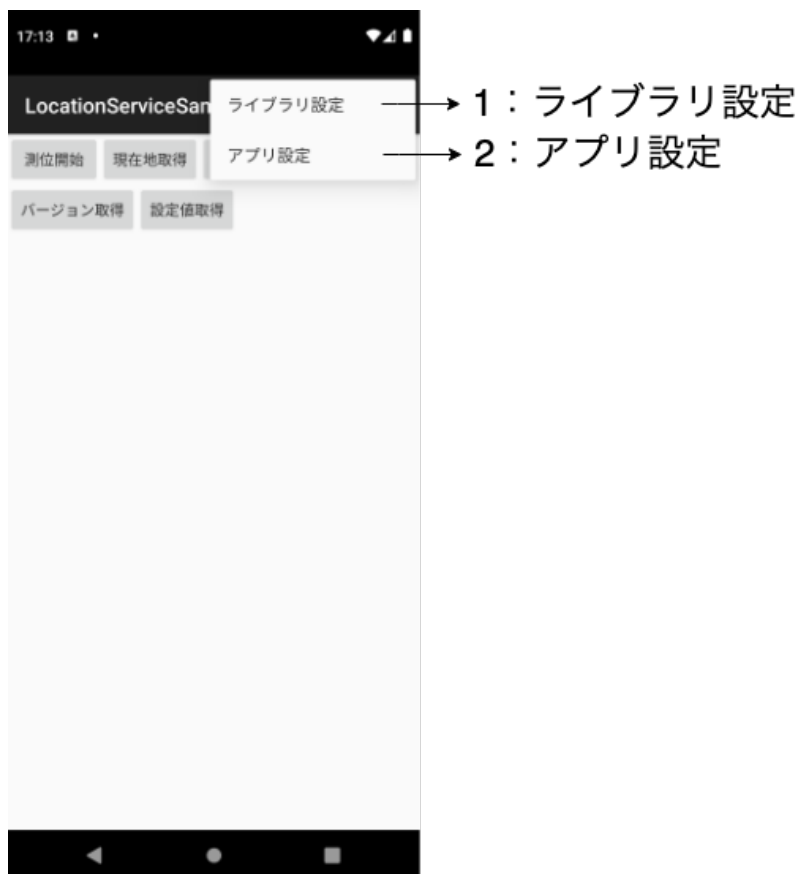 17:13
LocationServiceSan
ライブラリ設定
1：ライブラリ設定
アプリ設定
2：アプリ設定
測位開始
現在地取得
バージョン取得
設定値取得